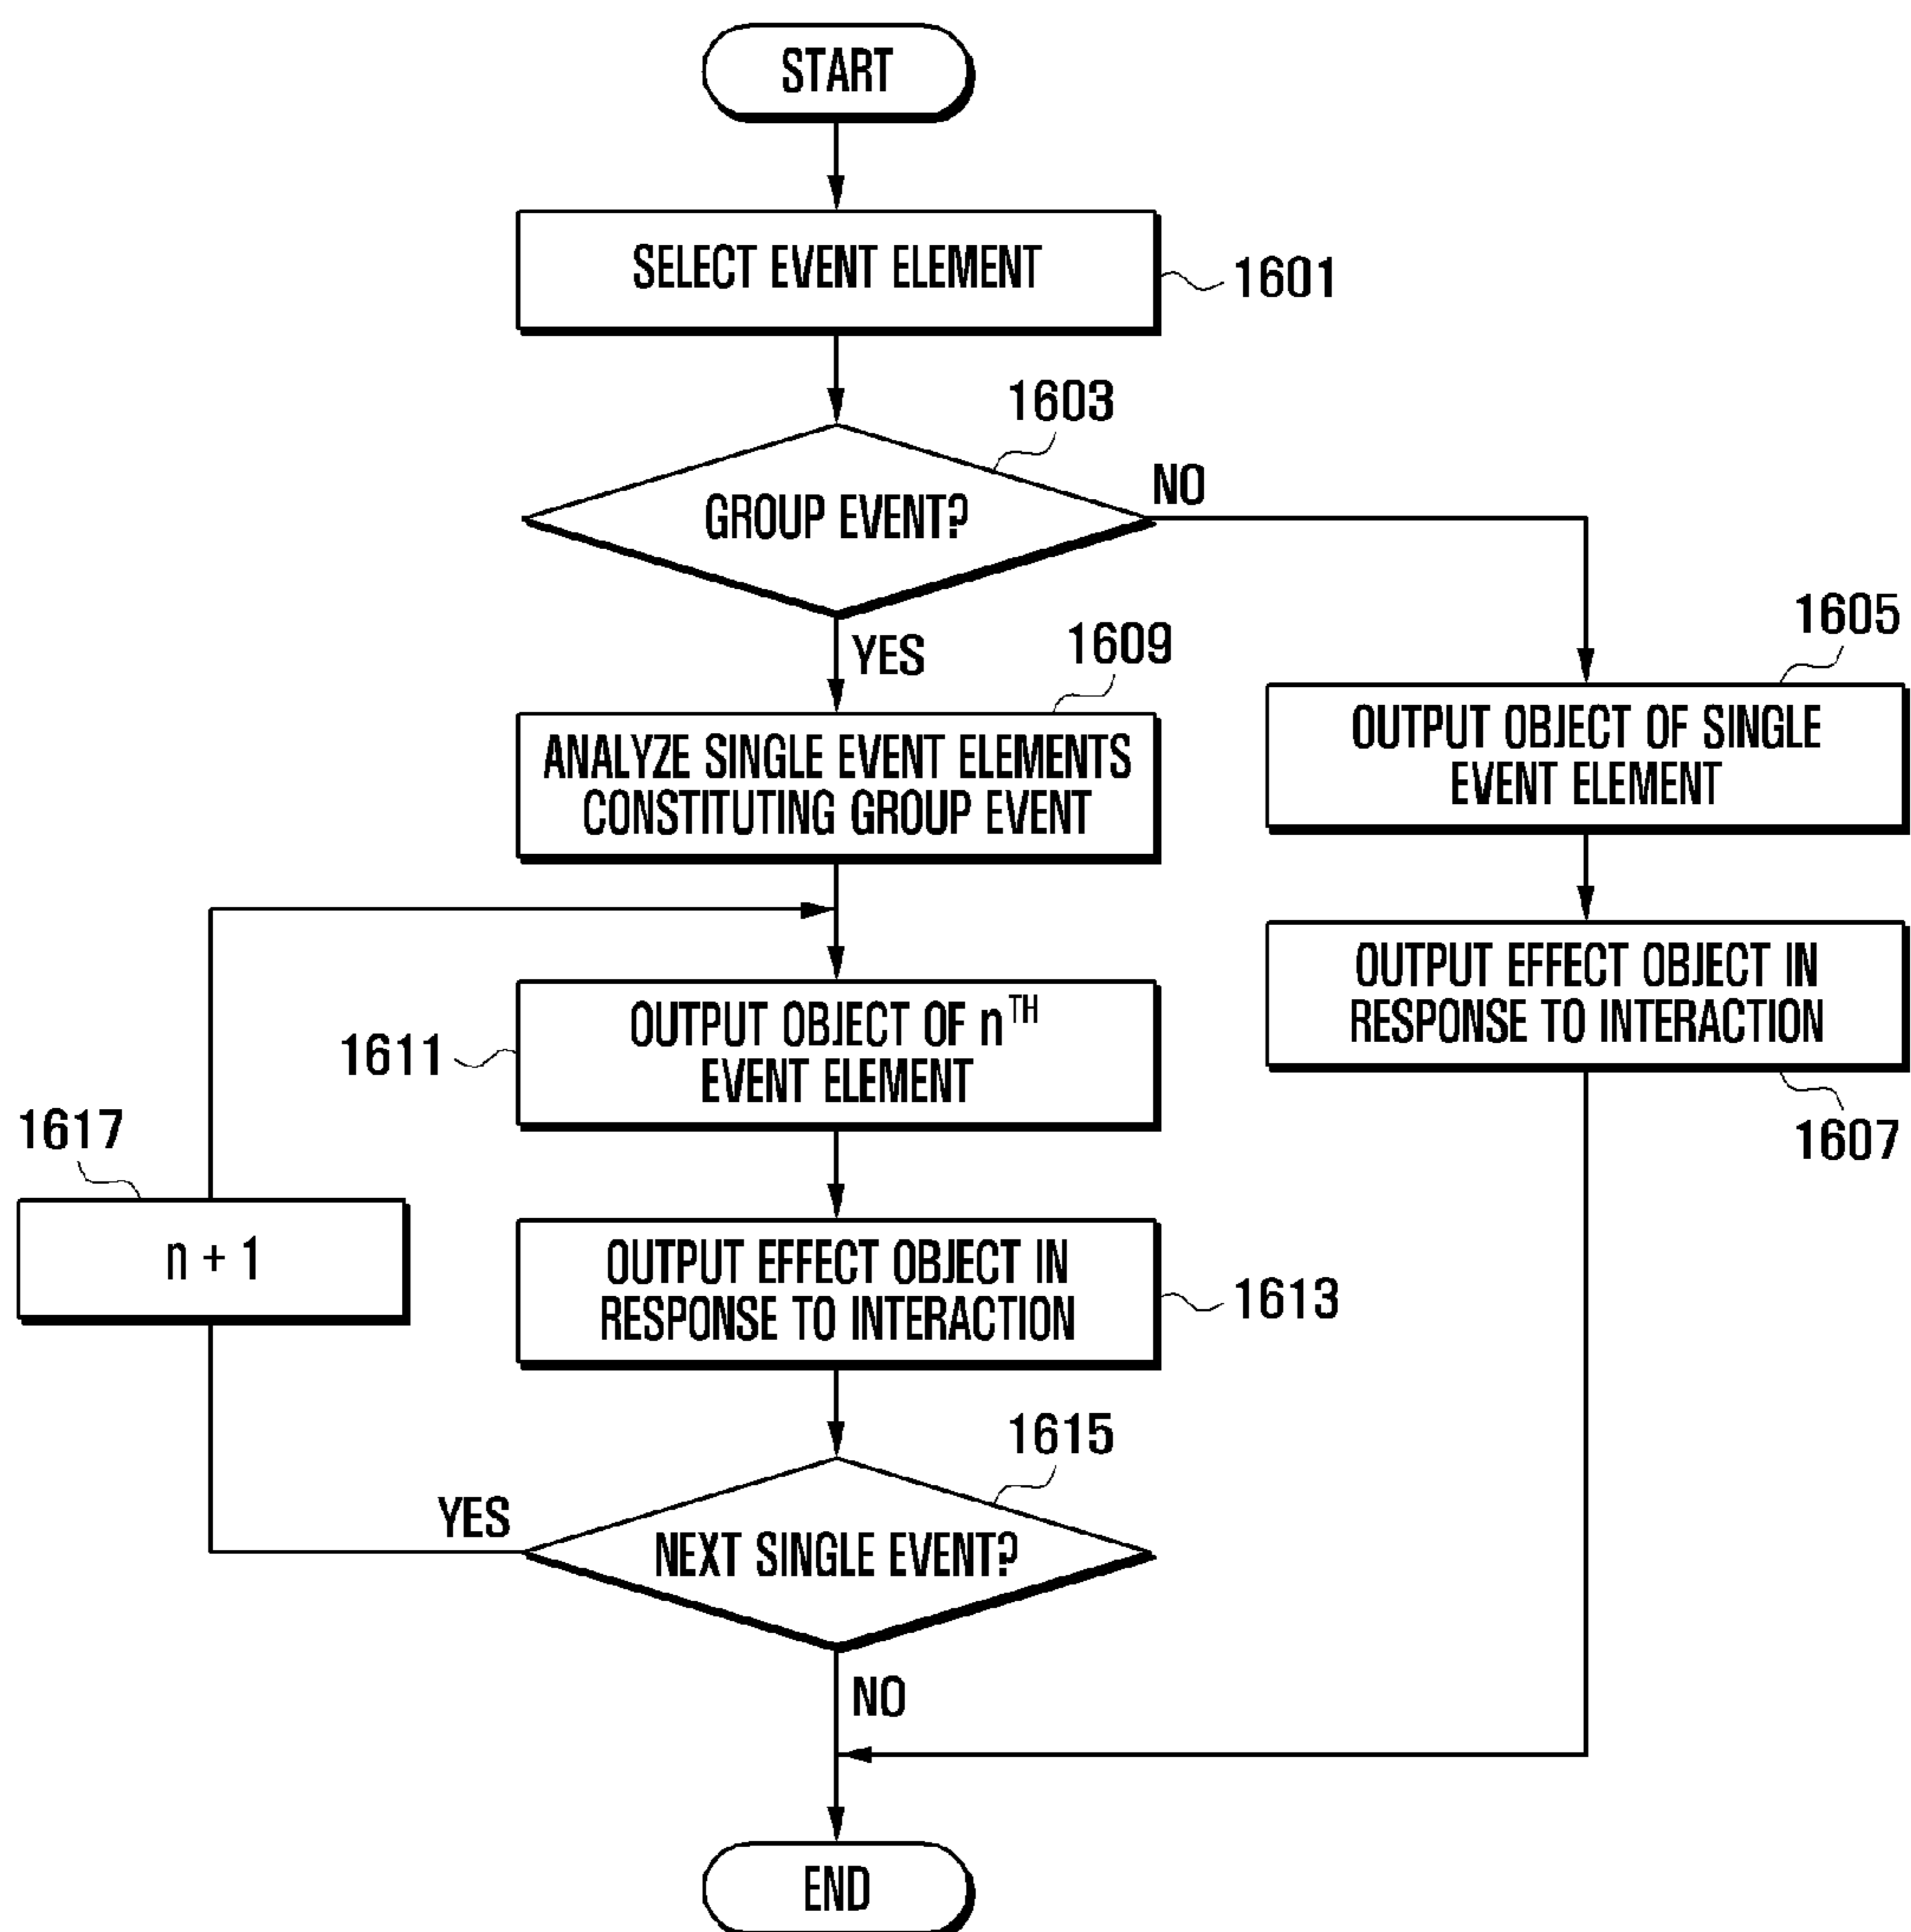 START
SELECT EVENT ELEMENT
1601
1603
GROUP EVENT?
NO
YES
1609
1605
ANALYZE SINGLE EVENT ELEMENTS
CONSTITUTING GROUP EVENT
OUTPUT OBJECT OF SINGLE
EVENT ELEMENT
OUTPUT EFFECT OBJECT IN
RESPONSE TO INTERACTION
1607
1611
OUTPUT OBJECT OF nTH
EVENT ELEMENT
1617
n + 1
OUTPUT EFFECT OBJECT IN
RESPONSE TO INTERACTION
1613
1615
YES
NEXT SINGLE EVENT?
NO
END